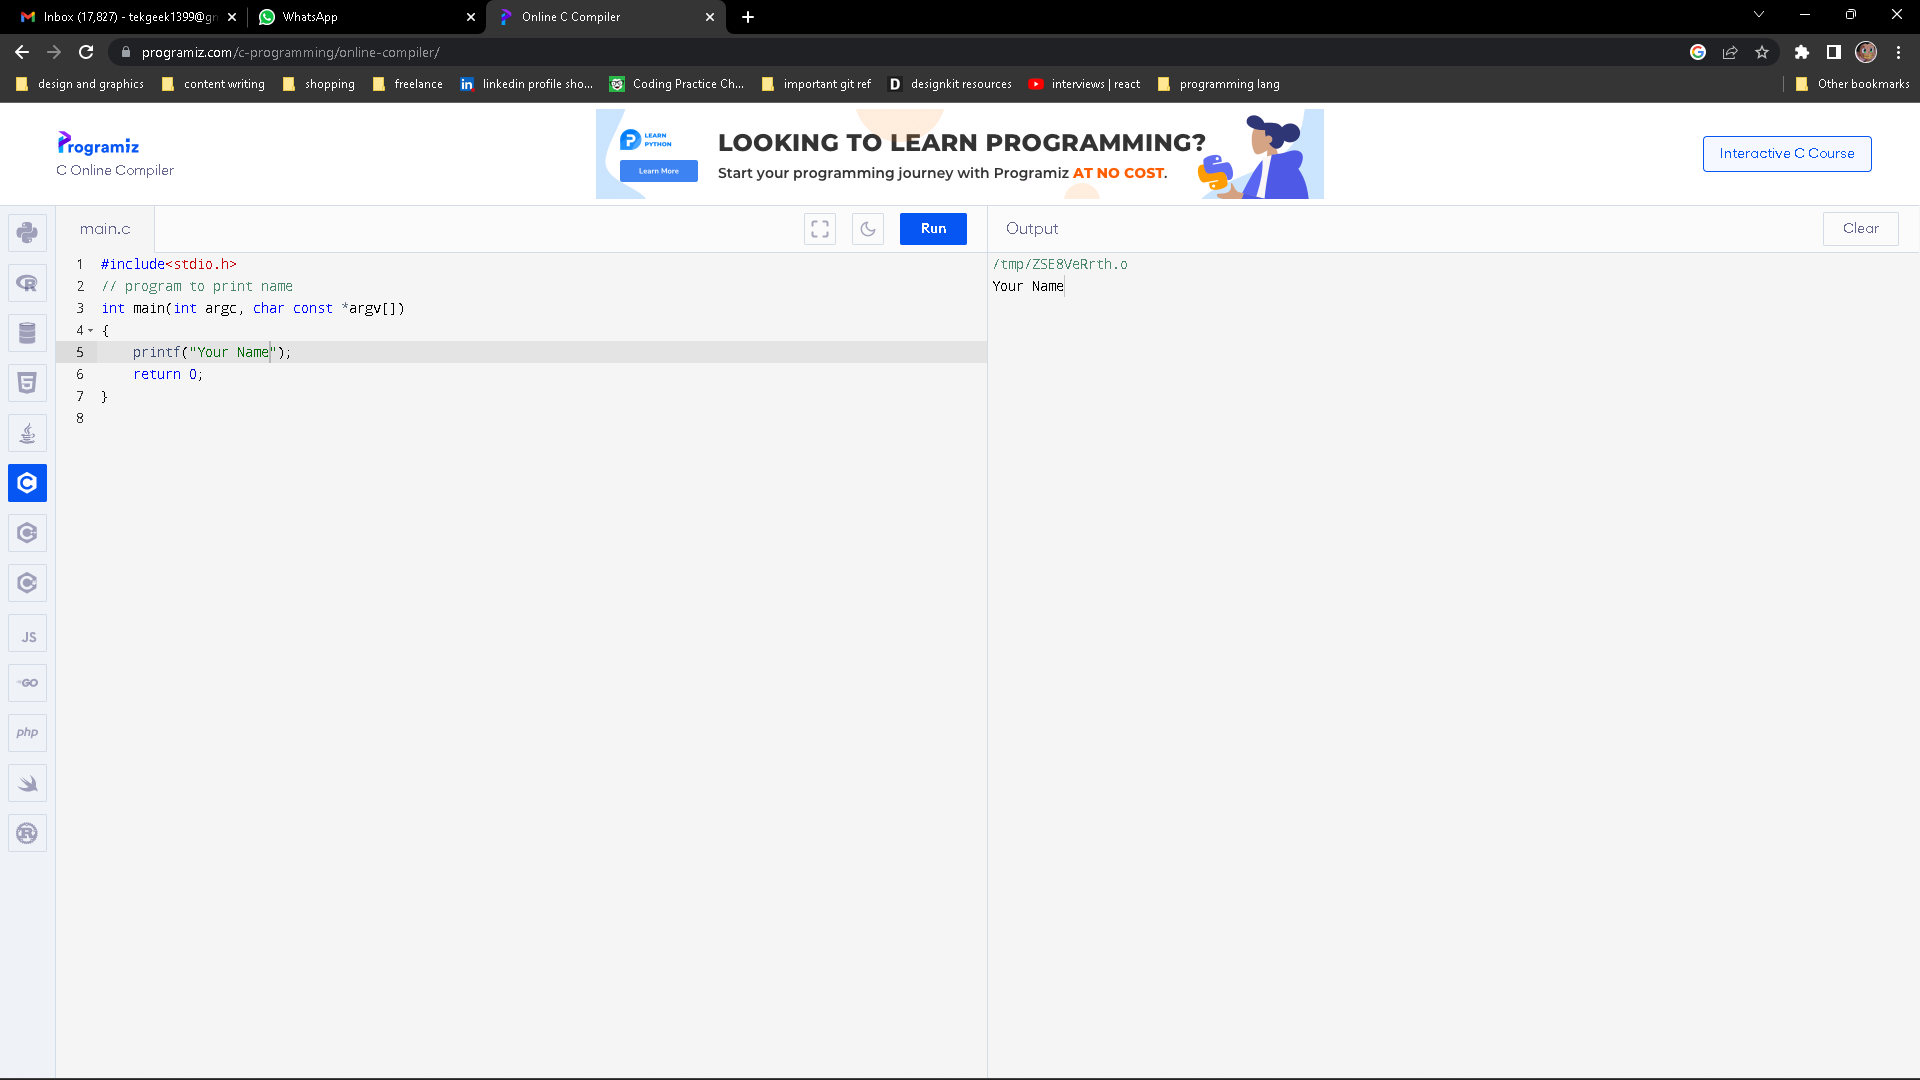 Inbox (17,827) - tekgeek1399@gm
WhatsApp
Online C Compiler
programiz.com/c-programming/online-compiler/
design and graphics
content writing
shopping
freelance
linkedin profile sho...
Coding Practice Ch...
important git ref
designkit resources
interviews | react
programming lang
Other bookmarks
Programiz
C Online Compiler
LEARN
PYTHON
Learn More
LOOKING TO LEARN PROGRAMMING?
Start your programming journey with Programiz AT NO COST.
Interactive C Course
main.c
Run
Output
Clear
1 #include<stdio.h>
2 // program to print name
3 int main(int argc, char const *argv[])
4 {
5 printf("Your Name");
6 return 0;
7 }
8
/tmp/ZSE8VeRrth.o
Your Name
JS
GO
php